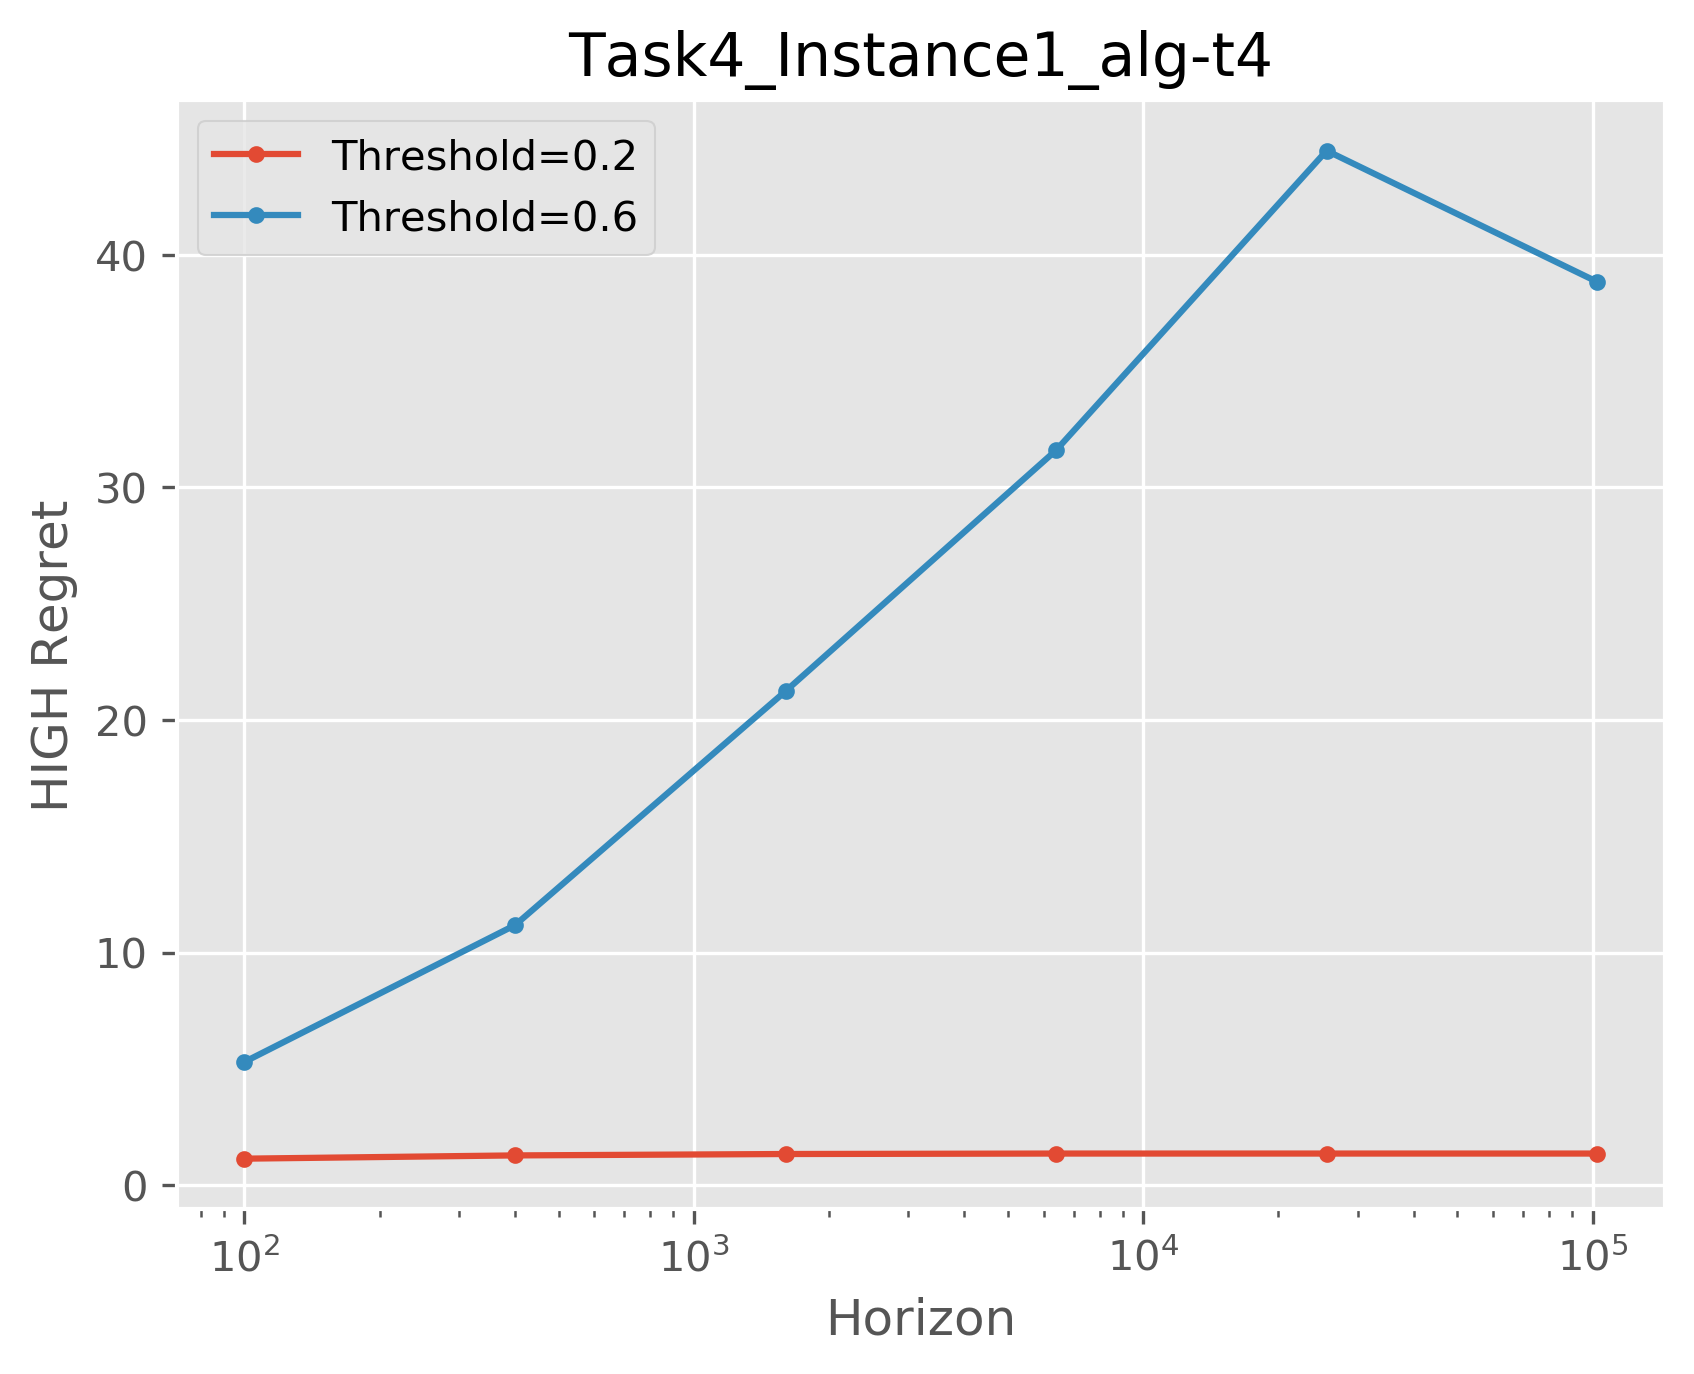 Task4_Instance1_alg-t4
Threshold=0.2
Threshold=0.6
HIGH Regret
40
30
20
10
0
10² 10³ 10⁴ 10⁵
Horizon